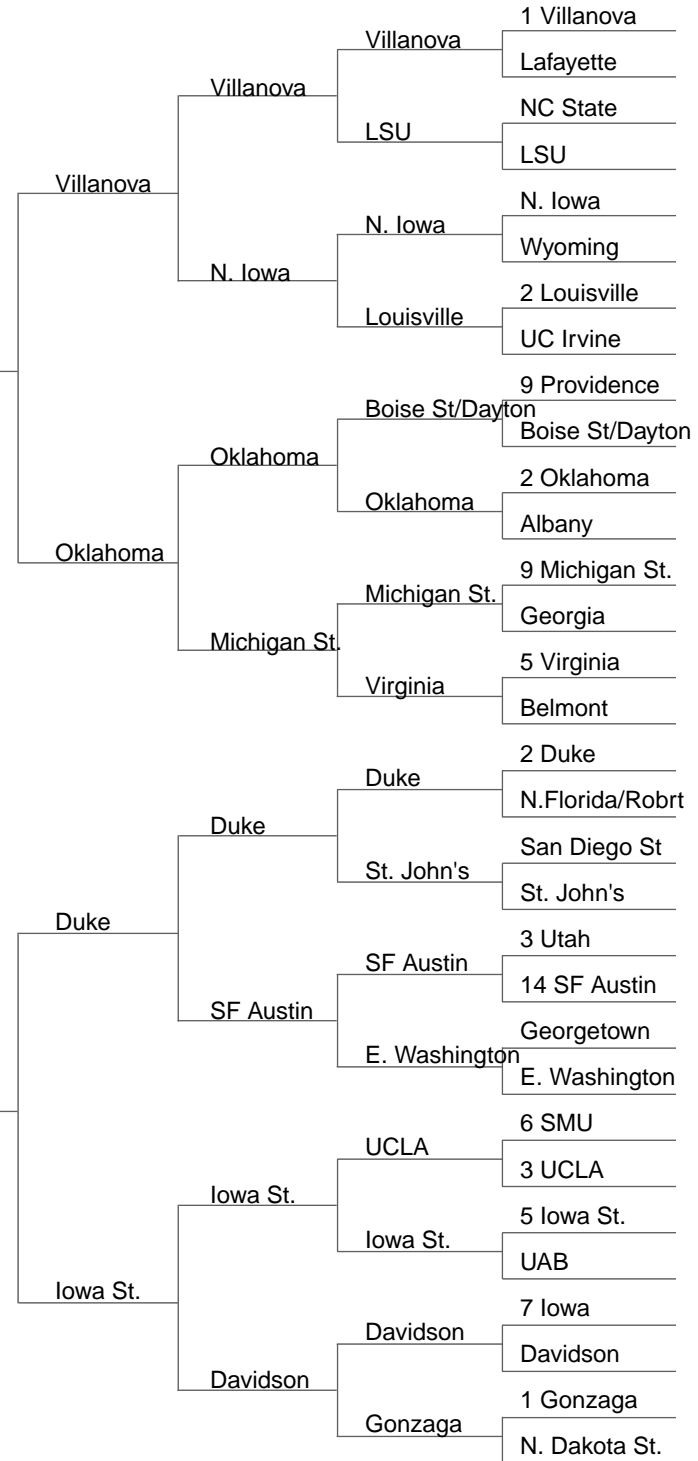 1 Villanova
Villanova
Lafayette
Villanova
NC State
LSU
LSU
Villanova
N. Iowa
N. Iowa
Wyoming
N. Iowa
2 Louisville
Louisville
UC Irvine
9 Providence
Boise St/Dayton
Boise St/Dayton
Oklahoma
2 Oklahoma
Oklahoma
Albany
Oklahoma
9 Michigan St.
Michigan St.
Georgia
Michigan St.
5 Virginia
Virginia
Belmont
2 Duke
Duke
N.Florida/Robrt
Duke
San Diego St
St. John's
St. John's
Duke
3 Utah
SF Austin
14 SF Austin
SF Austin
Georgetown
E. Washington
E. Washington
6 SMU
UCLA
3 UCLA
Iowa St.
5 Iowa St.
Iowa St.
UAB
Iowa St.
7 Iowa
Davidson
Davidson
Davidson
1 Gonzaga
Gonzaga
N. Dakota St.